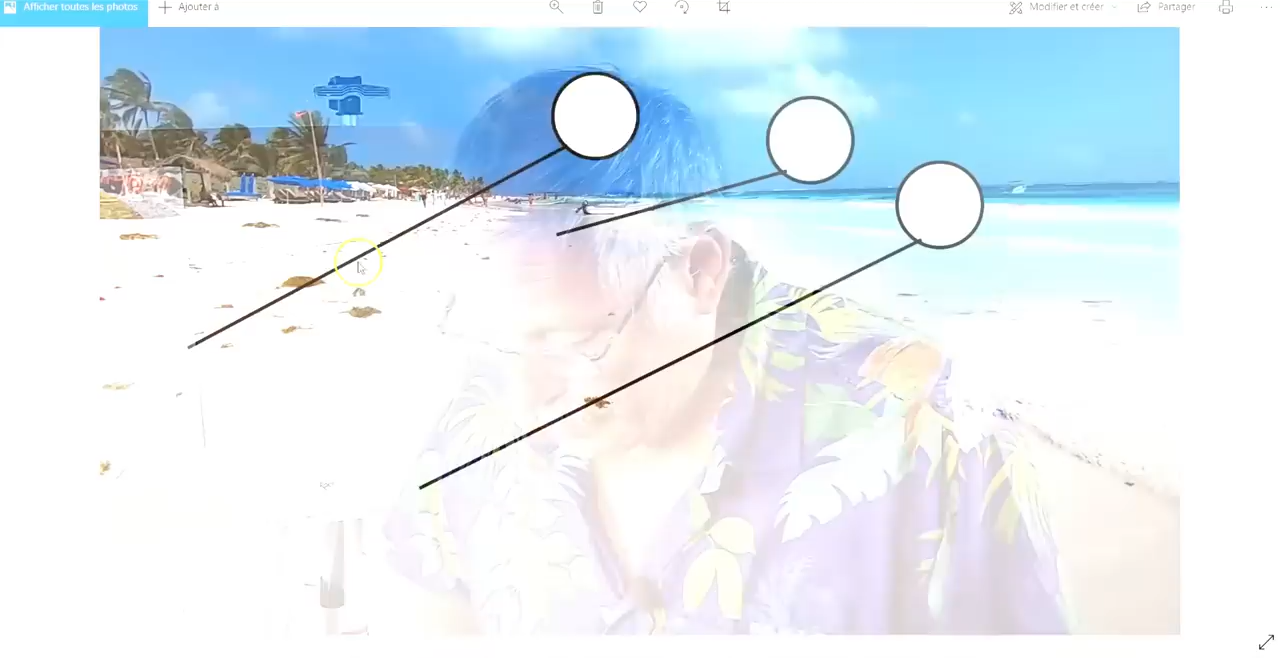 Afficher toutes les photos
Ajouter à
Modifier et créer
Partager